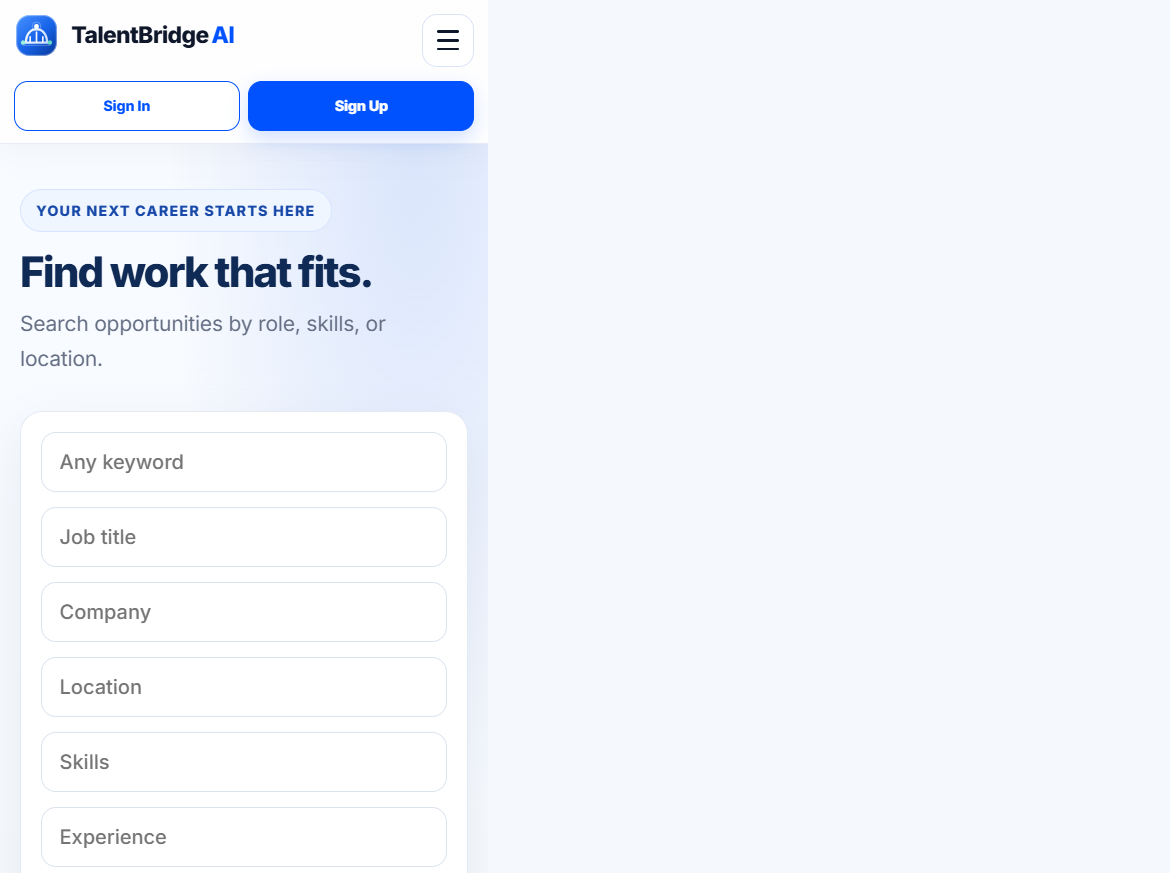 TalentBridge AI
Sign In
Sign Up
YOUR NEXT CAREER STARTS HERE
Find work that fits.
Search opportunities by role, skills, or
location.
Any keyword
Job title
Company
Location
Skills
Experience